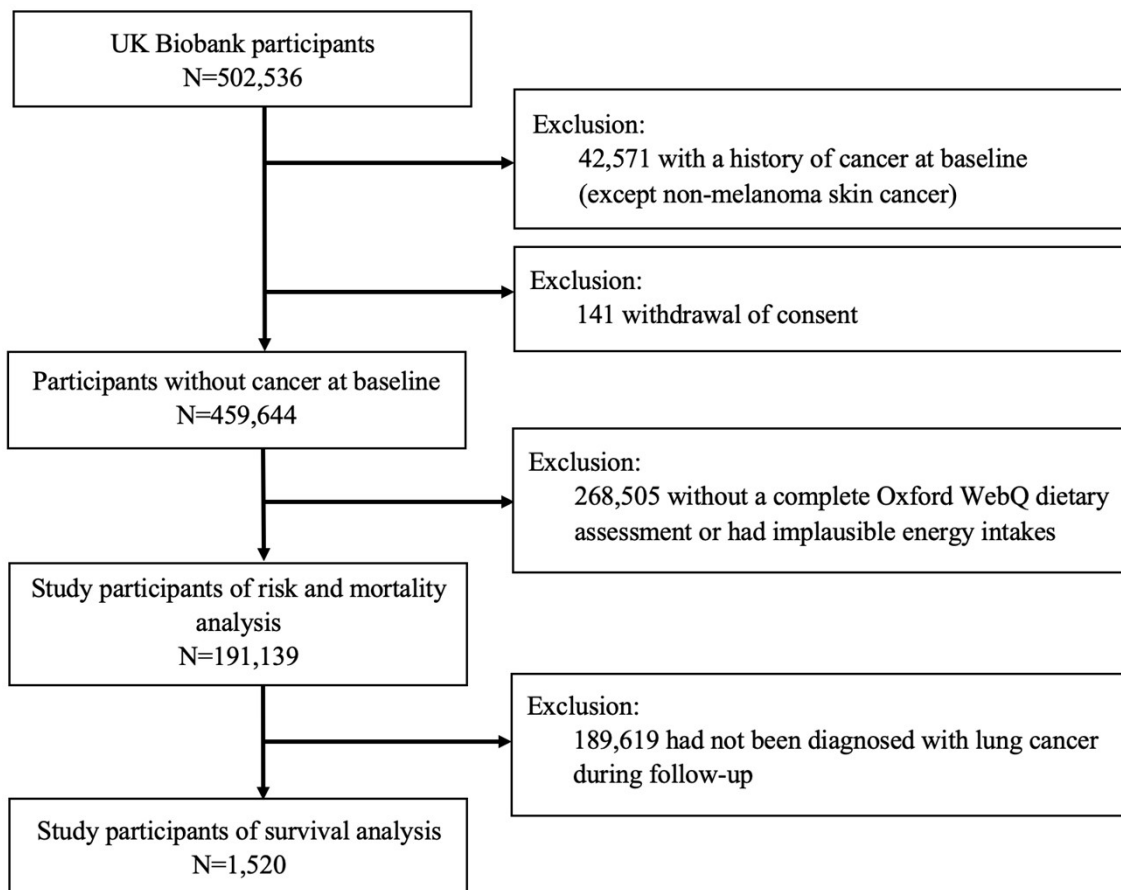 UK Biobank participants
N=502,536
Exclusion:
42,571 with a history of cancer at baseline
(except non-melanoma skin cancer)
Exclusion:
141 withdrawal of consent
Participants without cancer at baseline
N=459,644
Exclusion:
268,505 without a complete Oxford WebQ dietary
assessment or had implausible energy intakes
Study participants of risk and mortality
analysis
N=191,139
Exclusion:
189,619 had not been diagnosed with lung cancer
during follow-up
Study participants of survival analysis
N=1,520